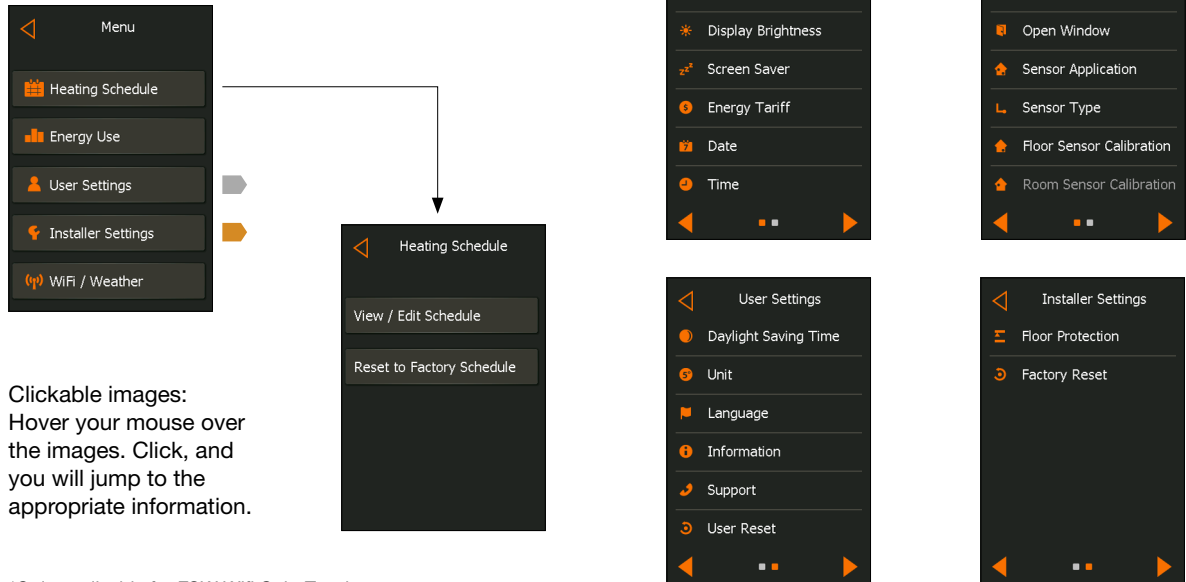 Menu
Heating Schedule
Energy Use
User Settings
Installer Settings
WiFi / Weather
Heating Schedule
View / Edit Schedule
Reset to Factory Schedule
Clickable images:
Hover your mouse over
the images. Click, and
you will jump to the
appropriate information.
Display Brightness
Screen Saver
Energy Tariff
Date
Time
Open Window
Sensor Application
Sensor Type
Floor Sensor Calibration
Room Sensor Calibration
User Settings
Daylight Saving Time
Unit
Language
Information
Support
User Reset
Installer Settings
Floor Protection
Factory Reset